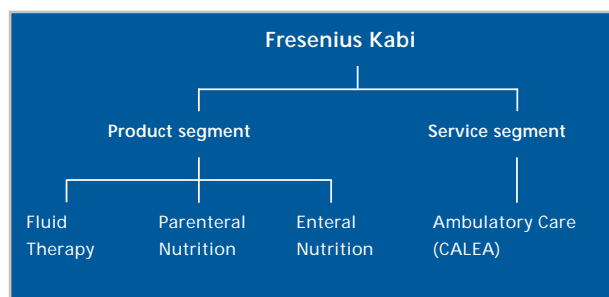 Fresenius Kabi
Product segment
Service segment
Fluid
Therapy
Parenteral
Nutrition
Enteral
Nutrition
Ambulatory Care
(CALEA)